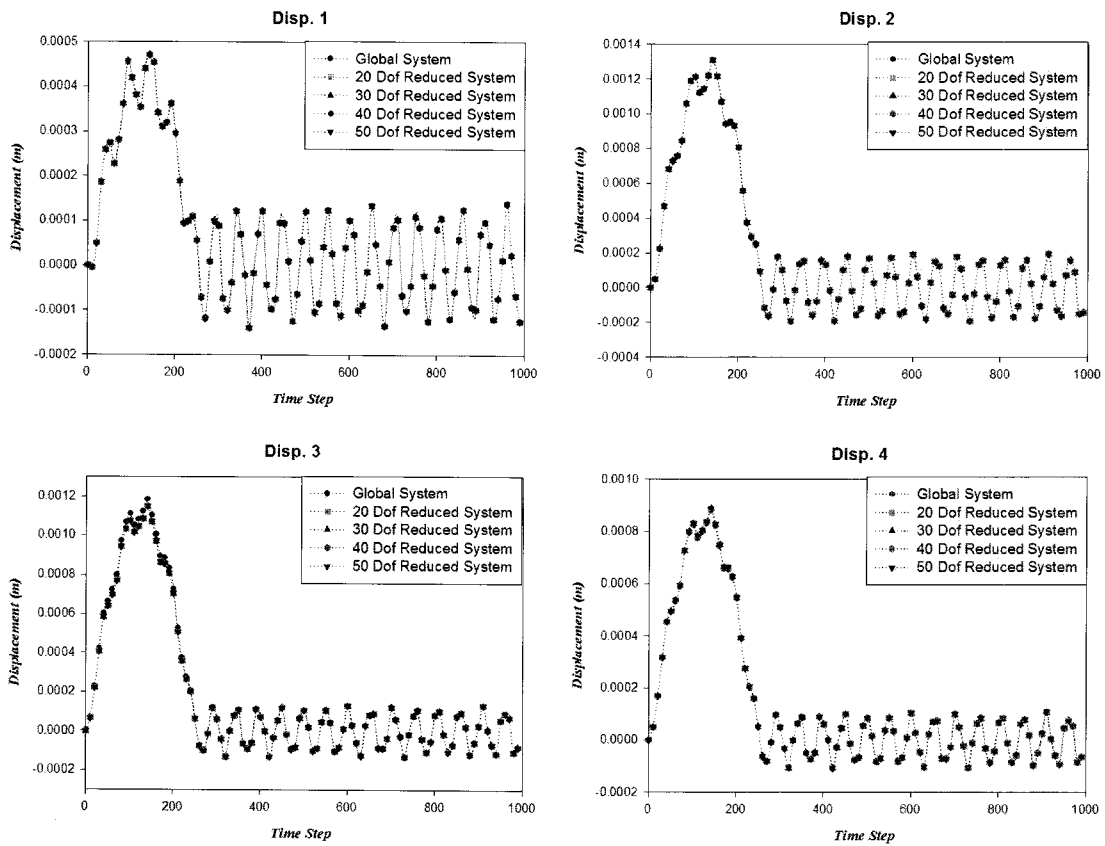 Disp. 1
0.0005
0.0004
0.0003
0.0002
0.0001
0.0000
-0.0001
-0.0002
Displacement (m)
Global System
20 Dof Reduced System
30 Dof Reduced System
40 Dof Reduced System
50 Dof Reduced System
0 200 400 600 800 1000
Time Step
Disp. 2
0.0014
0.0012
0.0010
0.0008
0.0006
0.0004
0.0002
0.0000
-0.0002
-0.0004
Displacement (m)
Global System
20 Dof Reduced System
30 Dof Reduced System
40 Dof Reduced System
50 Dof Reduced System
0 200 400 600 800 1000
Time Step
Disp. 3
0.0012
0.0010
0.0008
0.0006
0.0004
0.0002
0.0000
-0.0002
Displacement (m)
Global System
20 Dof Reduced System
30 Dof Reduced System
40 Dof Reduced System
50 Dof Reduced System
0 200 400 600 800 1000
Time Step
Disp. 4
0.0010
0.0008
0.0006
0.0004
0.0002
0.0000
-0.0002
Displacement (m)
Global System
20 Dof Reduced System
30 Dof Reduced System
40 Dof Reduced System
50 Dof Reduced System
0 200 400 600 800 1000
Time Step